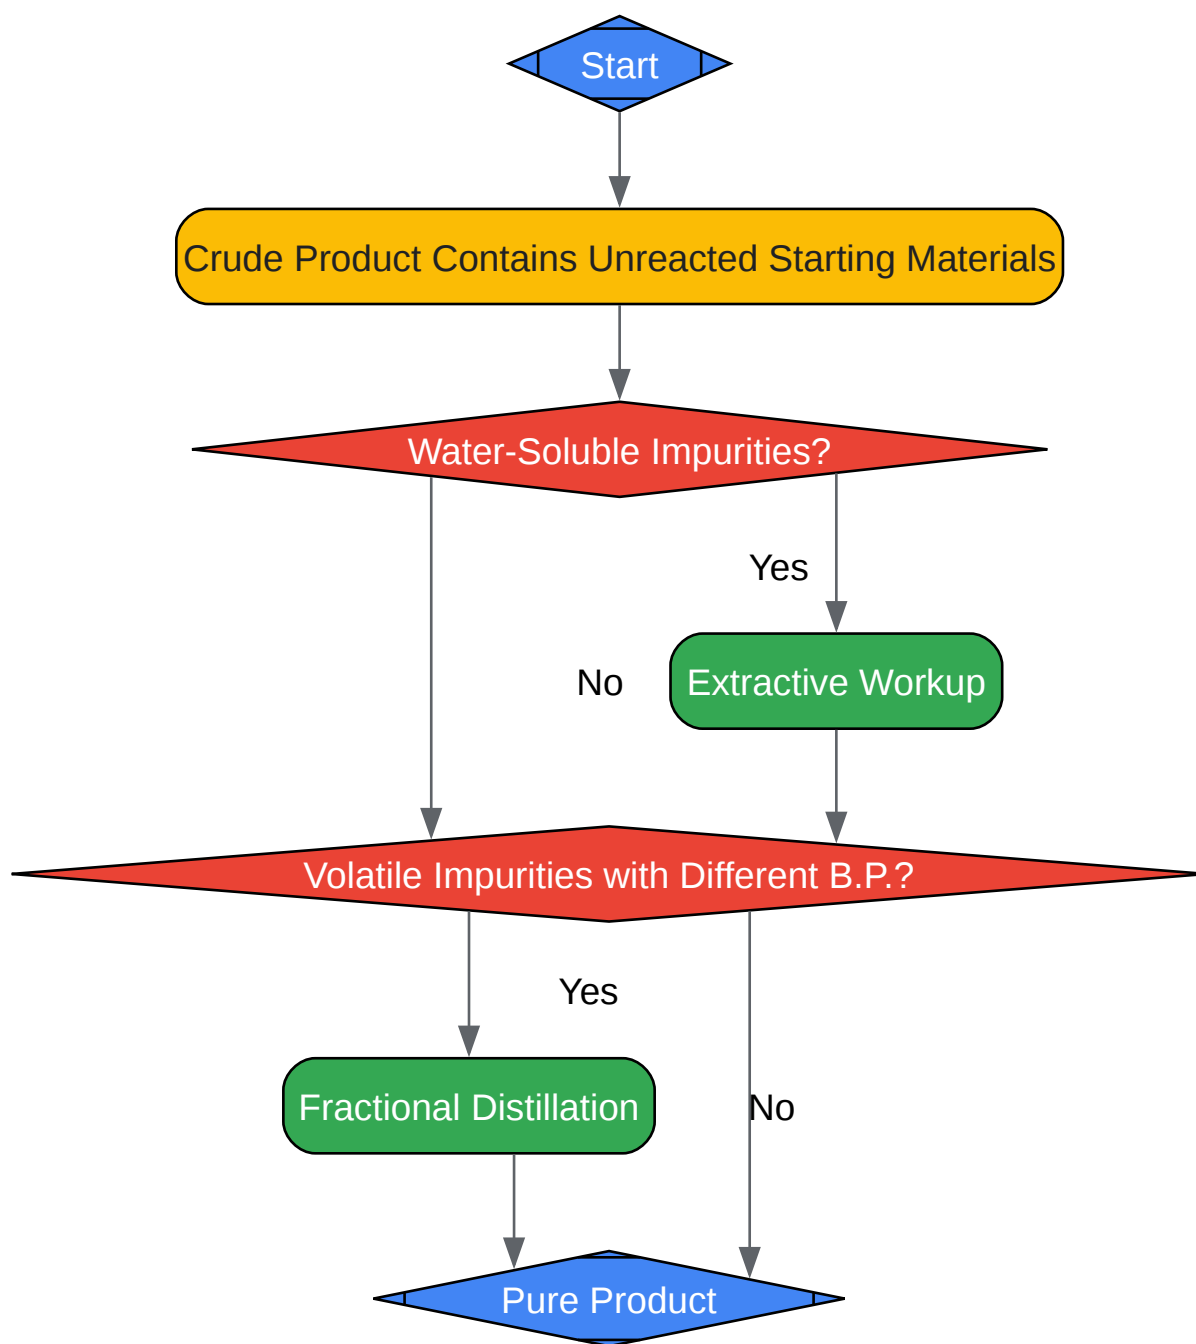 Start
Crude Product Contains Unreacted Starting Materials
Water-Soluble Impurities?
Yes
No
Extractive Workup
Volatile Impurities with Different B.P.?
Yes
Fractional Distillation
No
Pure Product